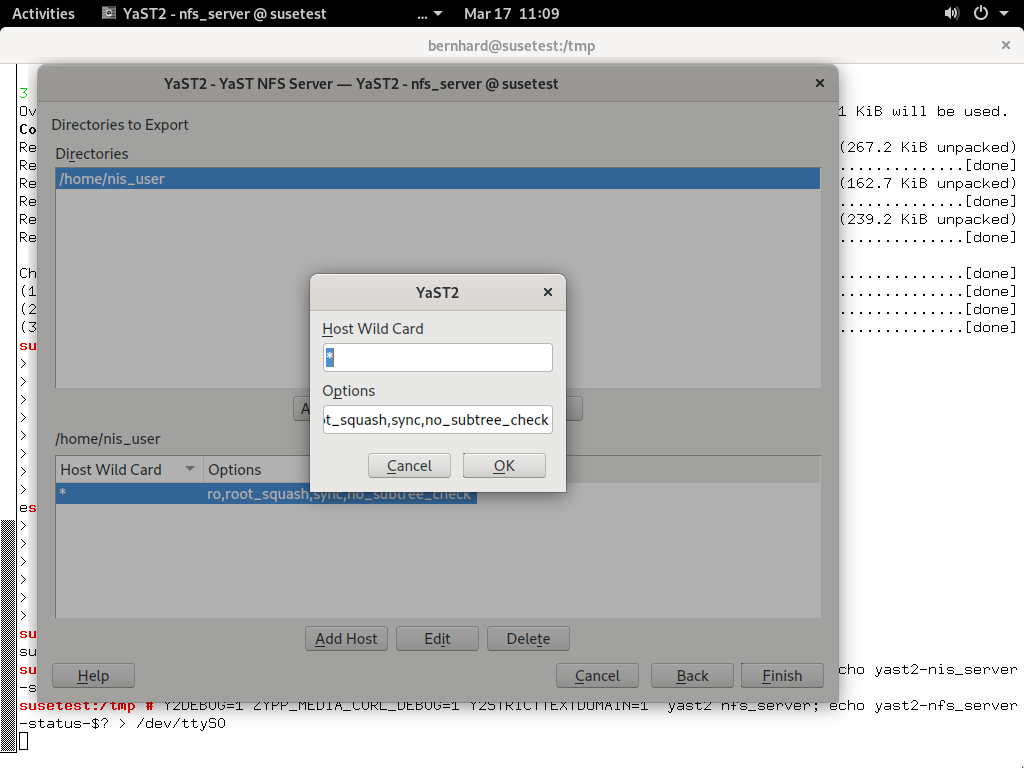 Activities YaST2 - nfs_server @ susetest ... Mar 17 11:09
bernhard@susetest:/tmp
YaST2 - YaST NFS Server — YaST2 - nfs_server @ susetest
3
Ov 1 KiB will be used.
Directories to Export
Co
Re (267.2 KiB unpacked)
Directories
Re ..............[done]
/home/nis_user
Re (162.7 KiB unpacked)
Re ..............[done]
Re (239.2 KiB unpacked)
Re ..............[done]
Ch ..............[done]
(1 ..............[done]
(2 ..............[done]
(3 ..............[done]
su
>
>
>
>
>
>
>
>
es
>
>
>
>
>
>
su
su
su echo yast2-nis_server
-s
YaST2
Host Wild Card
*
Options
t_squash,sync,no_subtree_check
Cancel OK
/home/nis_user
Host Wild Card Options
* ro,root_squash,sync,no_subtree_check
Add Host Edit Delete
Help Cancel Back Finish
susetest:/tmp # Y2DEBUG=1 ZYPP_MEDIA_CURL_DEBUG=1 Y2STRICTTEXTDOMAIN=1 yast2 nfs_server; echo yast2-nfs_server
-status-$? > /dev/ttyS0